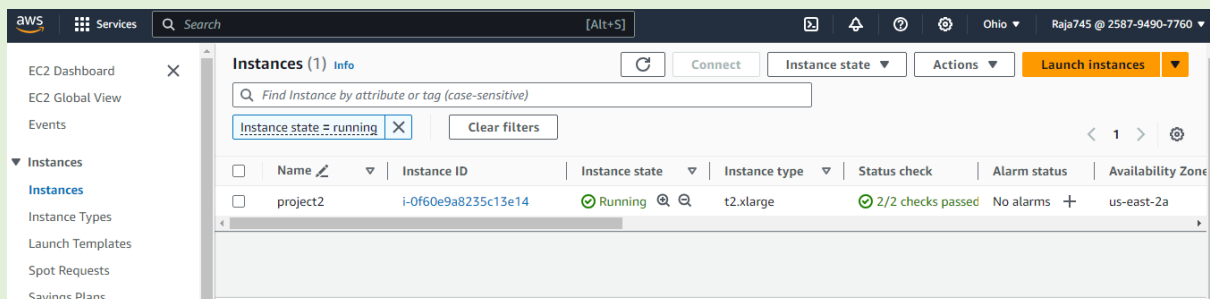 aws Services Search [Alt+S] Ohio ▼ Raja745 @ 2587-9490-7760 ▼
EC2 Dashboard
EC2 Global View
Events
▼ Instances
Instances
Instance Types
Launch Templates
Spot Requests
Savings Plans
Instances (1) Info Connect Instance state ▼ Actions ▼ Launch instances ▼
Find Instance by attribute or tag (case-sensitive)
Instance state = running Clear filters
1
Name Instance ID Instance state Instance type Status check Alarm status Availability Zone
project2 i-0f60e9a8235c13e14 Running t2.xlarge 2/2 checks passed No alarms + us-east-2a